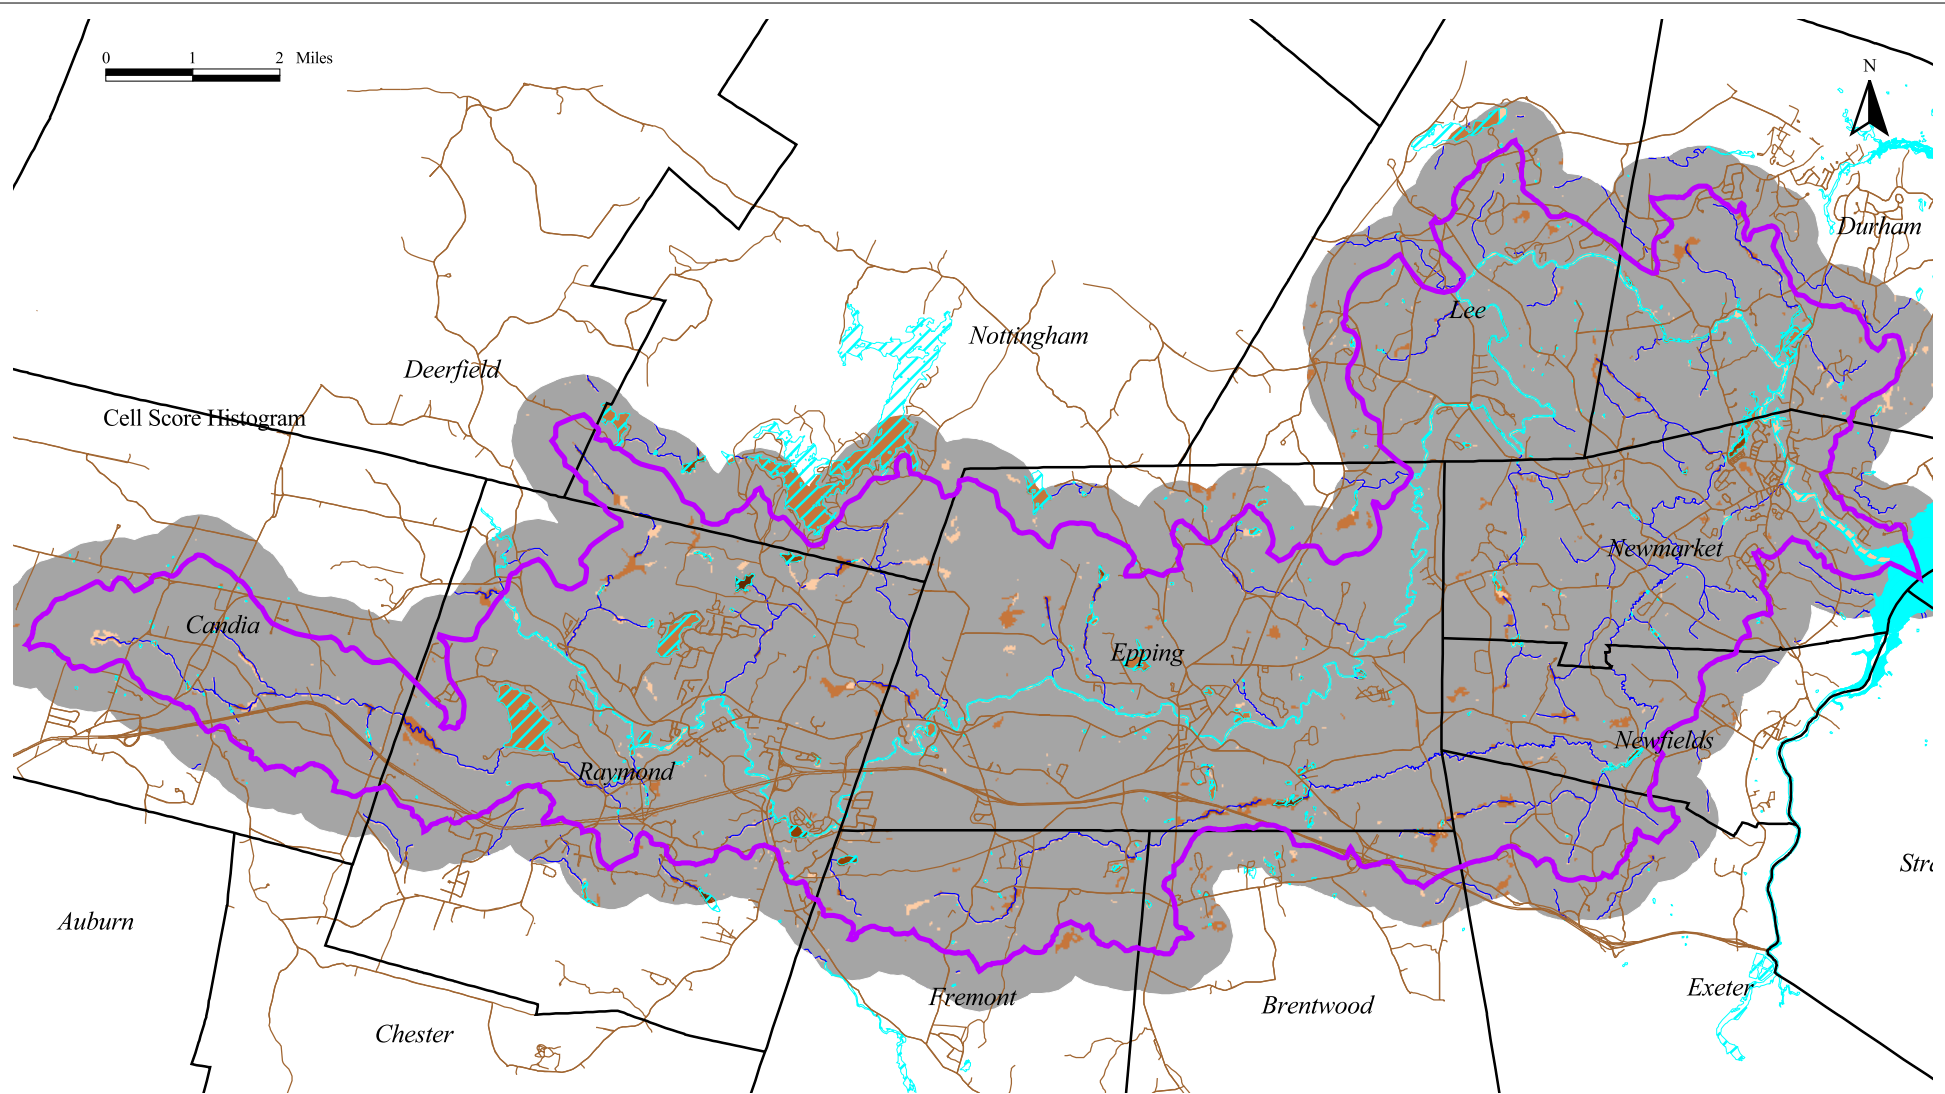 0 1 2 Miles
N
Durham
Lee
Nottingham
Deerfield
Cell Score Histogram
Newmarket
Candia
Epping
Newfields
Raymond
Stra
Auburn
Exeter
Fremont
Brentwood
Chester